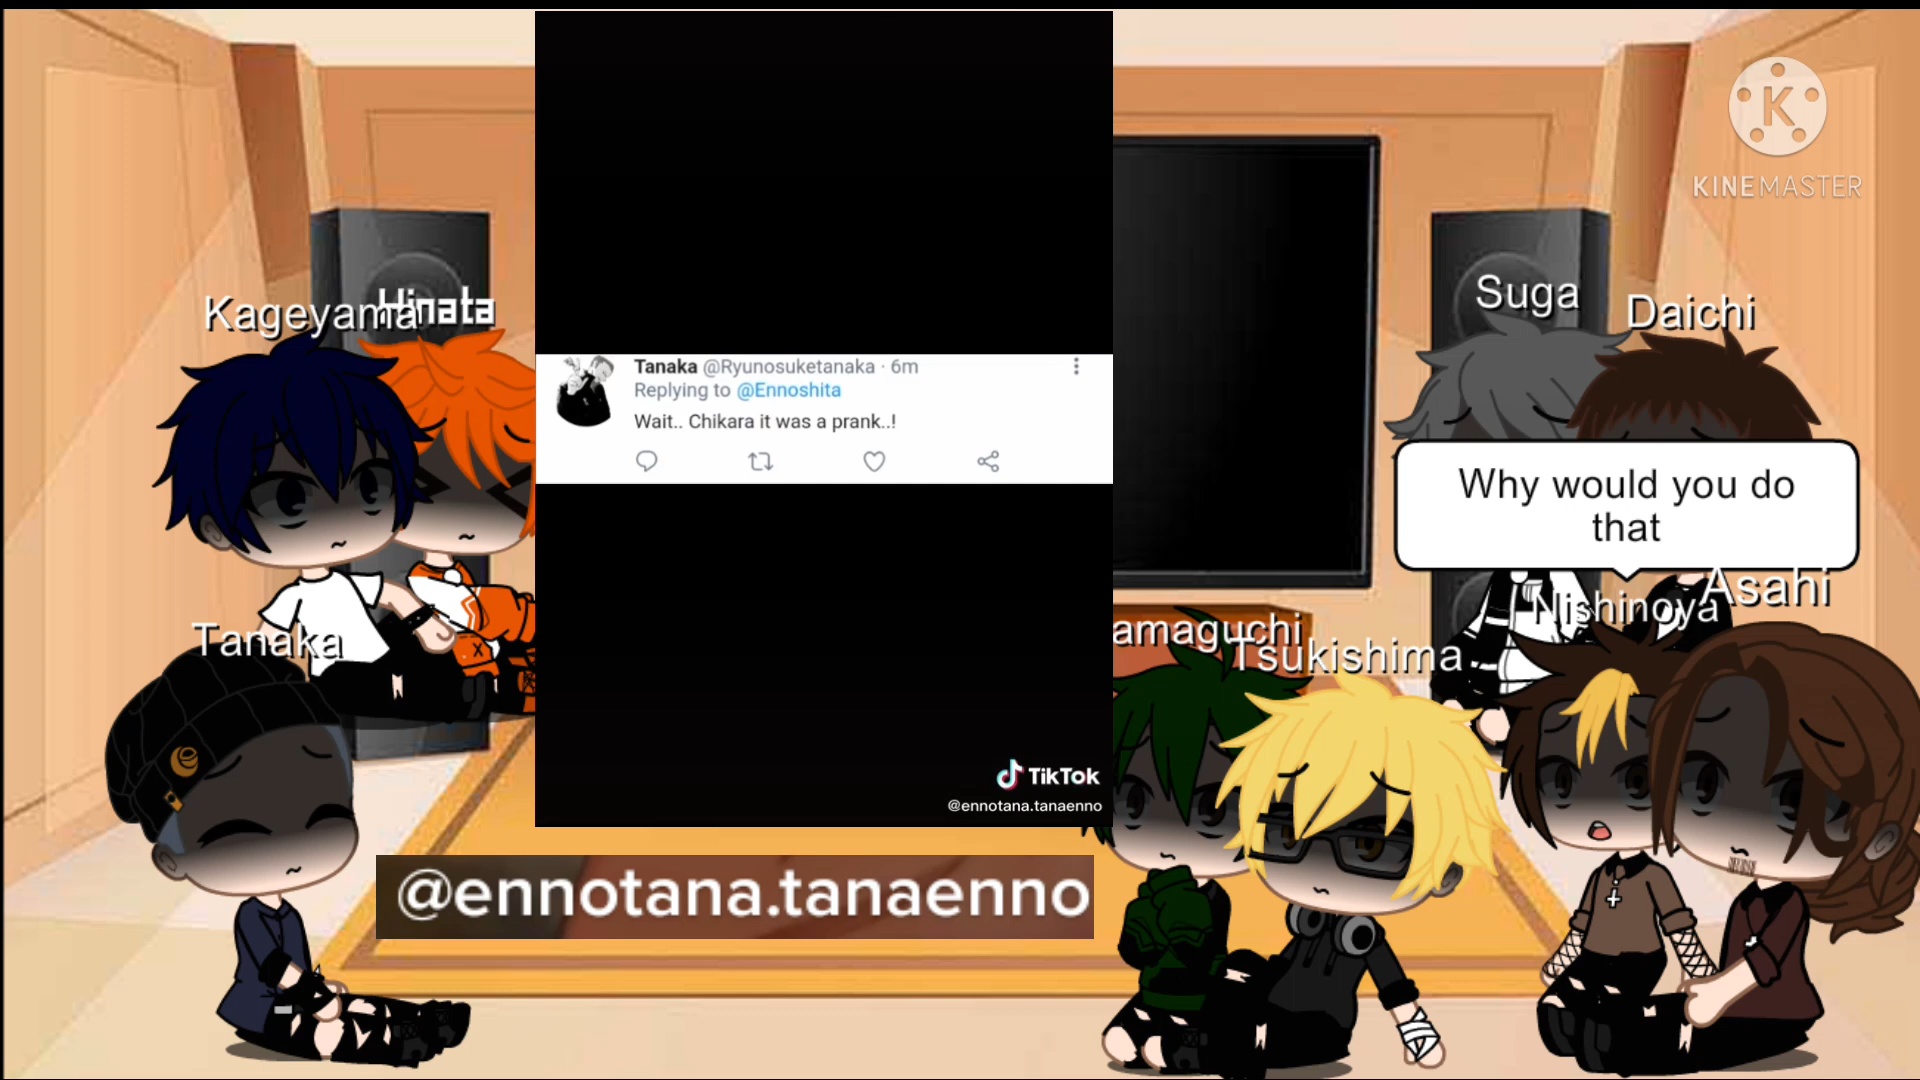 KINEMASTER
Kageyama
Hinata
Suga
Daichi
Tanaka @Ryunosuketanaka · 6m
Replying to @Ennoshita
Wait.. Chikara it was a prank..!
Why would you do
that
Asahi
Nishinoya
amaguchi
Tsukishima
Tanaka
TikTok
@ennotana.tanaenno
@ennotana.tanaenno